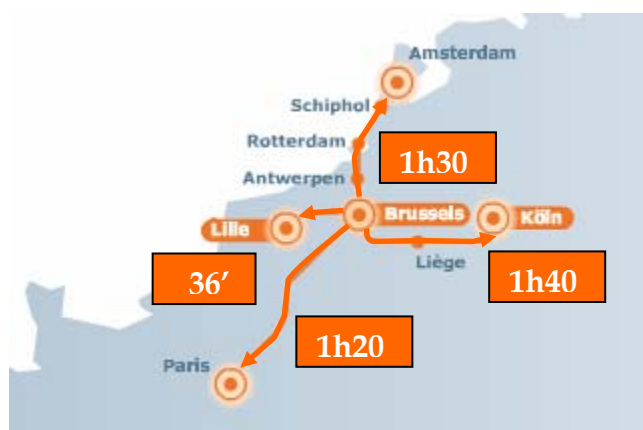 Amsterdam
Schiphol
Rotterdam
1h30
Antwerpen
Lille
Brussels
Köln
Liège
36′
1h40
1h20
Paris